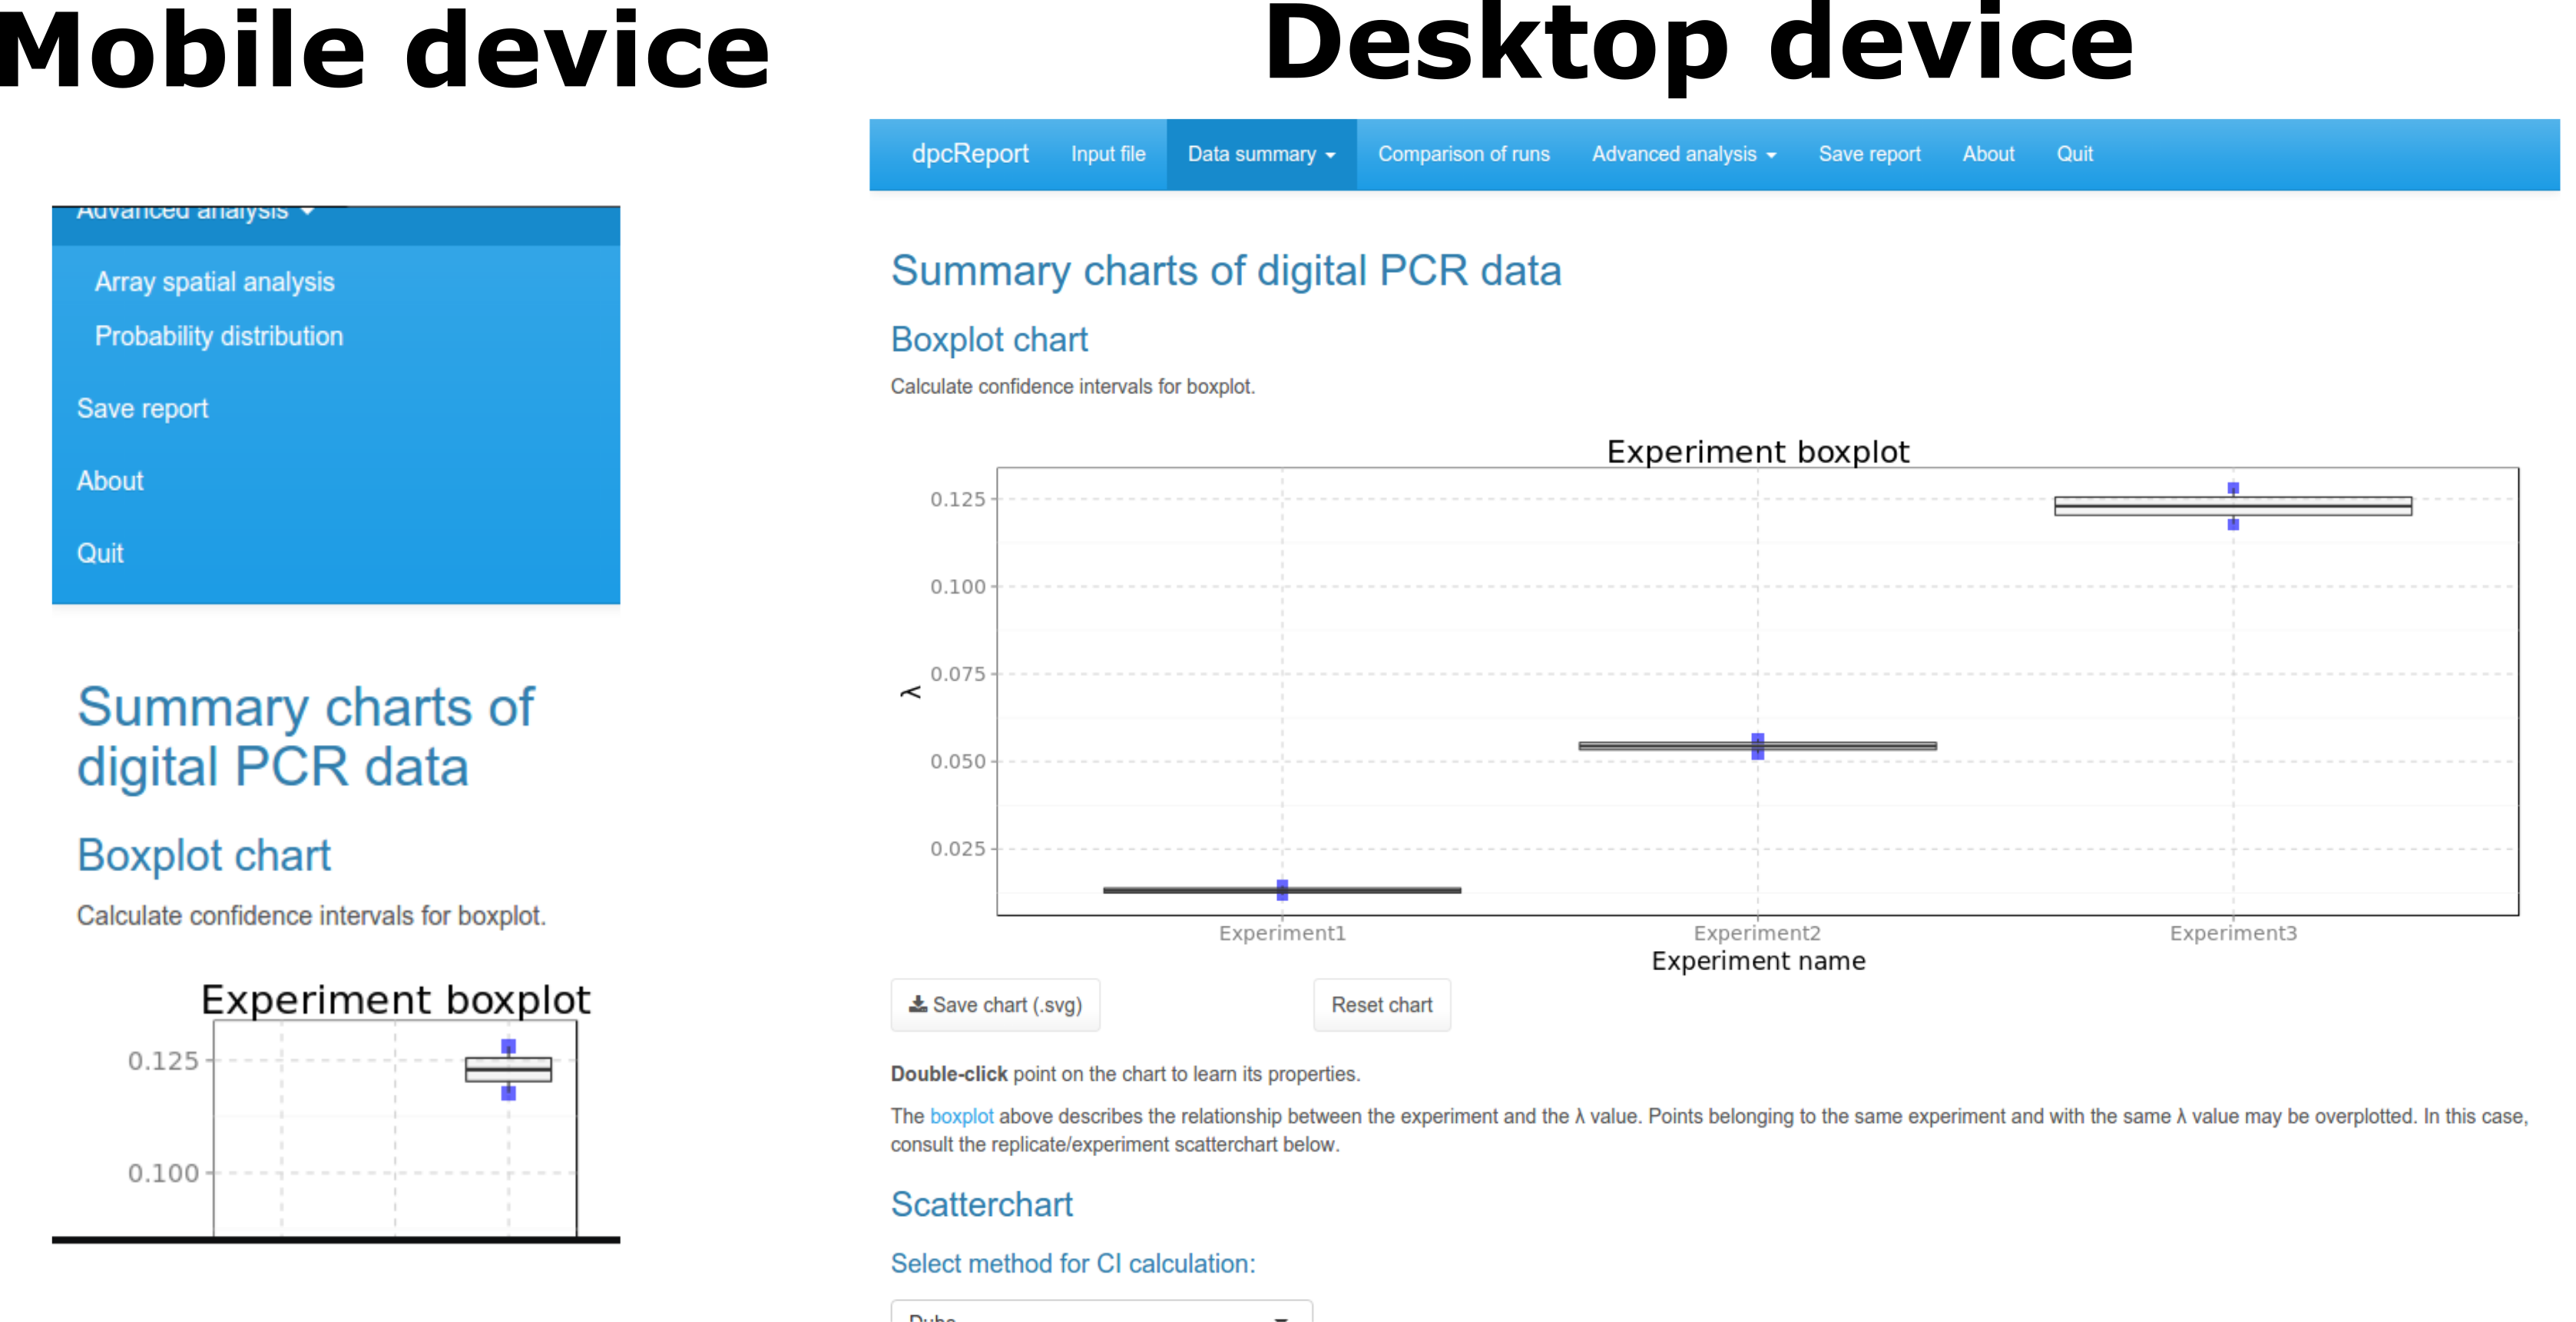 Mobile device
Advanced analysis
Array spatial analysis
Probability distribution
Save report
About
Quit
Summary charts of
digital PCR data
Boxplot chart
Calculate confidence intervals for boxplot.
Experiment boxplot
0.125
0.100
Desktop device
dpcReport Input file Data summary Comparison of runs Advanced analysis Save report About Quit
Summary charts of digital PCR data
Boxplot chart
Calculate confidence intervals for boxplot.
Experiment boxplot
0.125
0.100
0.075
λ
0.050
0.025
Experiment1 Experiment2 Experiment3
Experiment name
Save chart (.svg) Reset chart
Double-click point on the chart to learn its properties.
The boxplot above describes the relationship between the experiment and the λ value. Points belonging to the same experiment and with the same λ value may be overplotted. In this case,
consult the replicate/experiment scatterchart below.
Scatterchart
Select method for CI calculation: